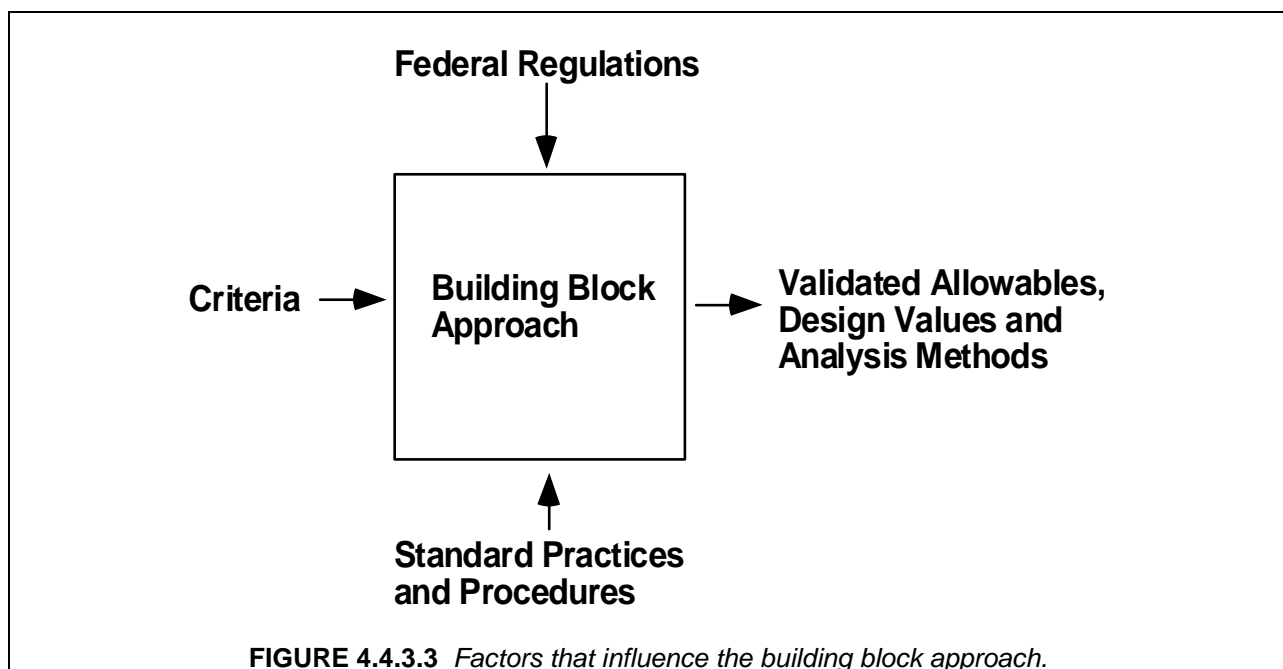 Federal Regulations
Criteria
Building Block
Approach
Validated Allowables,
Design Values and
Analysis Methods
Standard Practices
and Procedures
FIGURE 4.4.3.3 Factors that influence the building block approach.